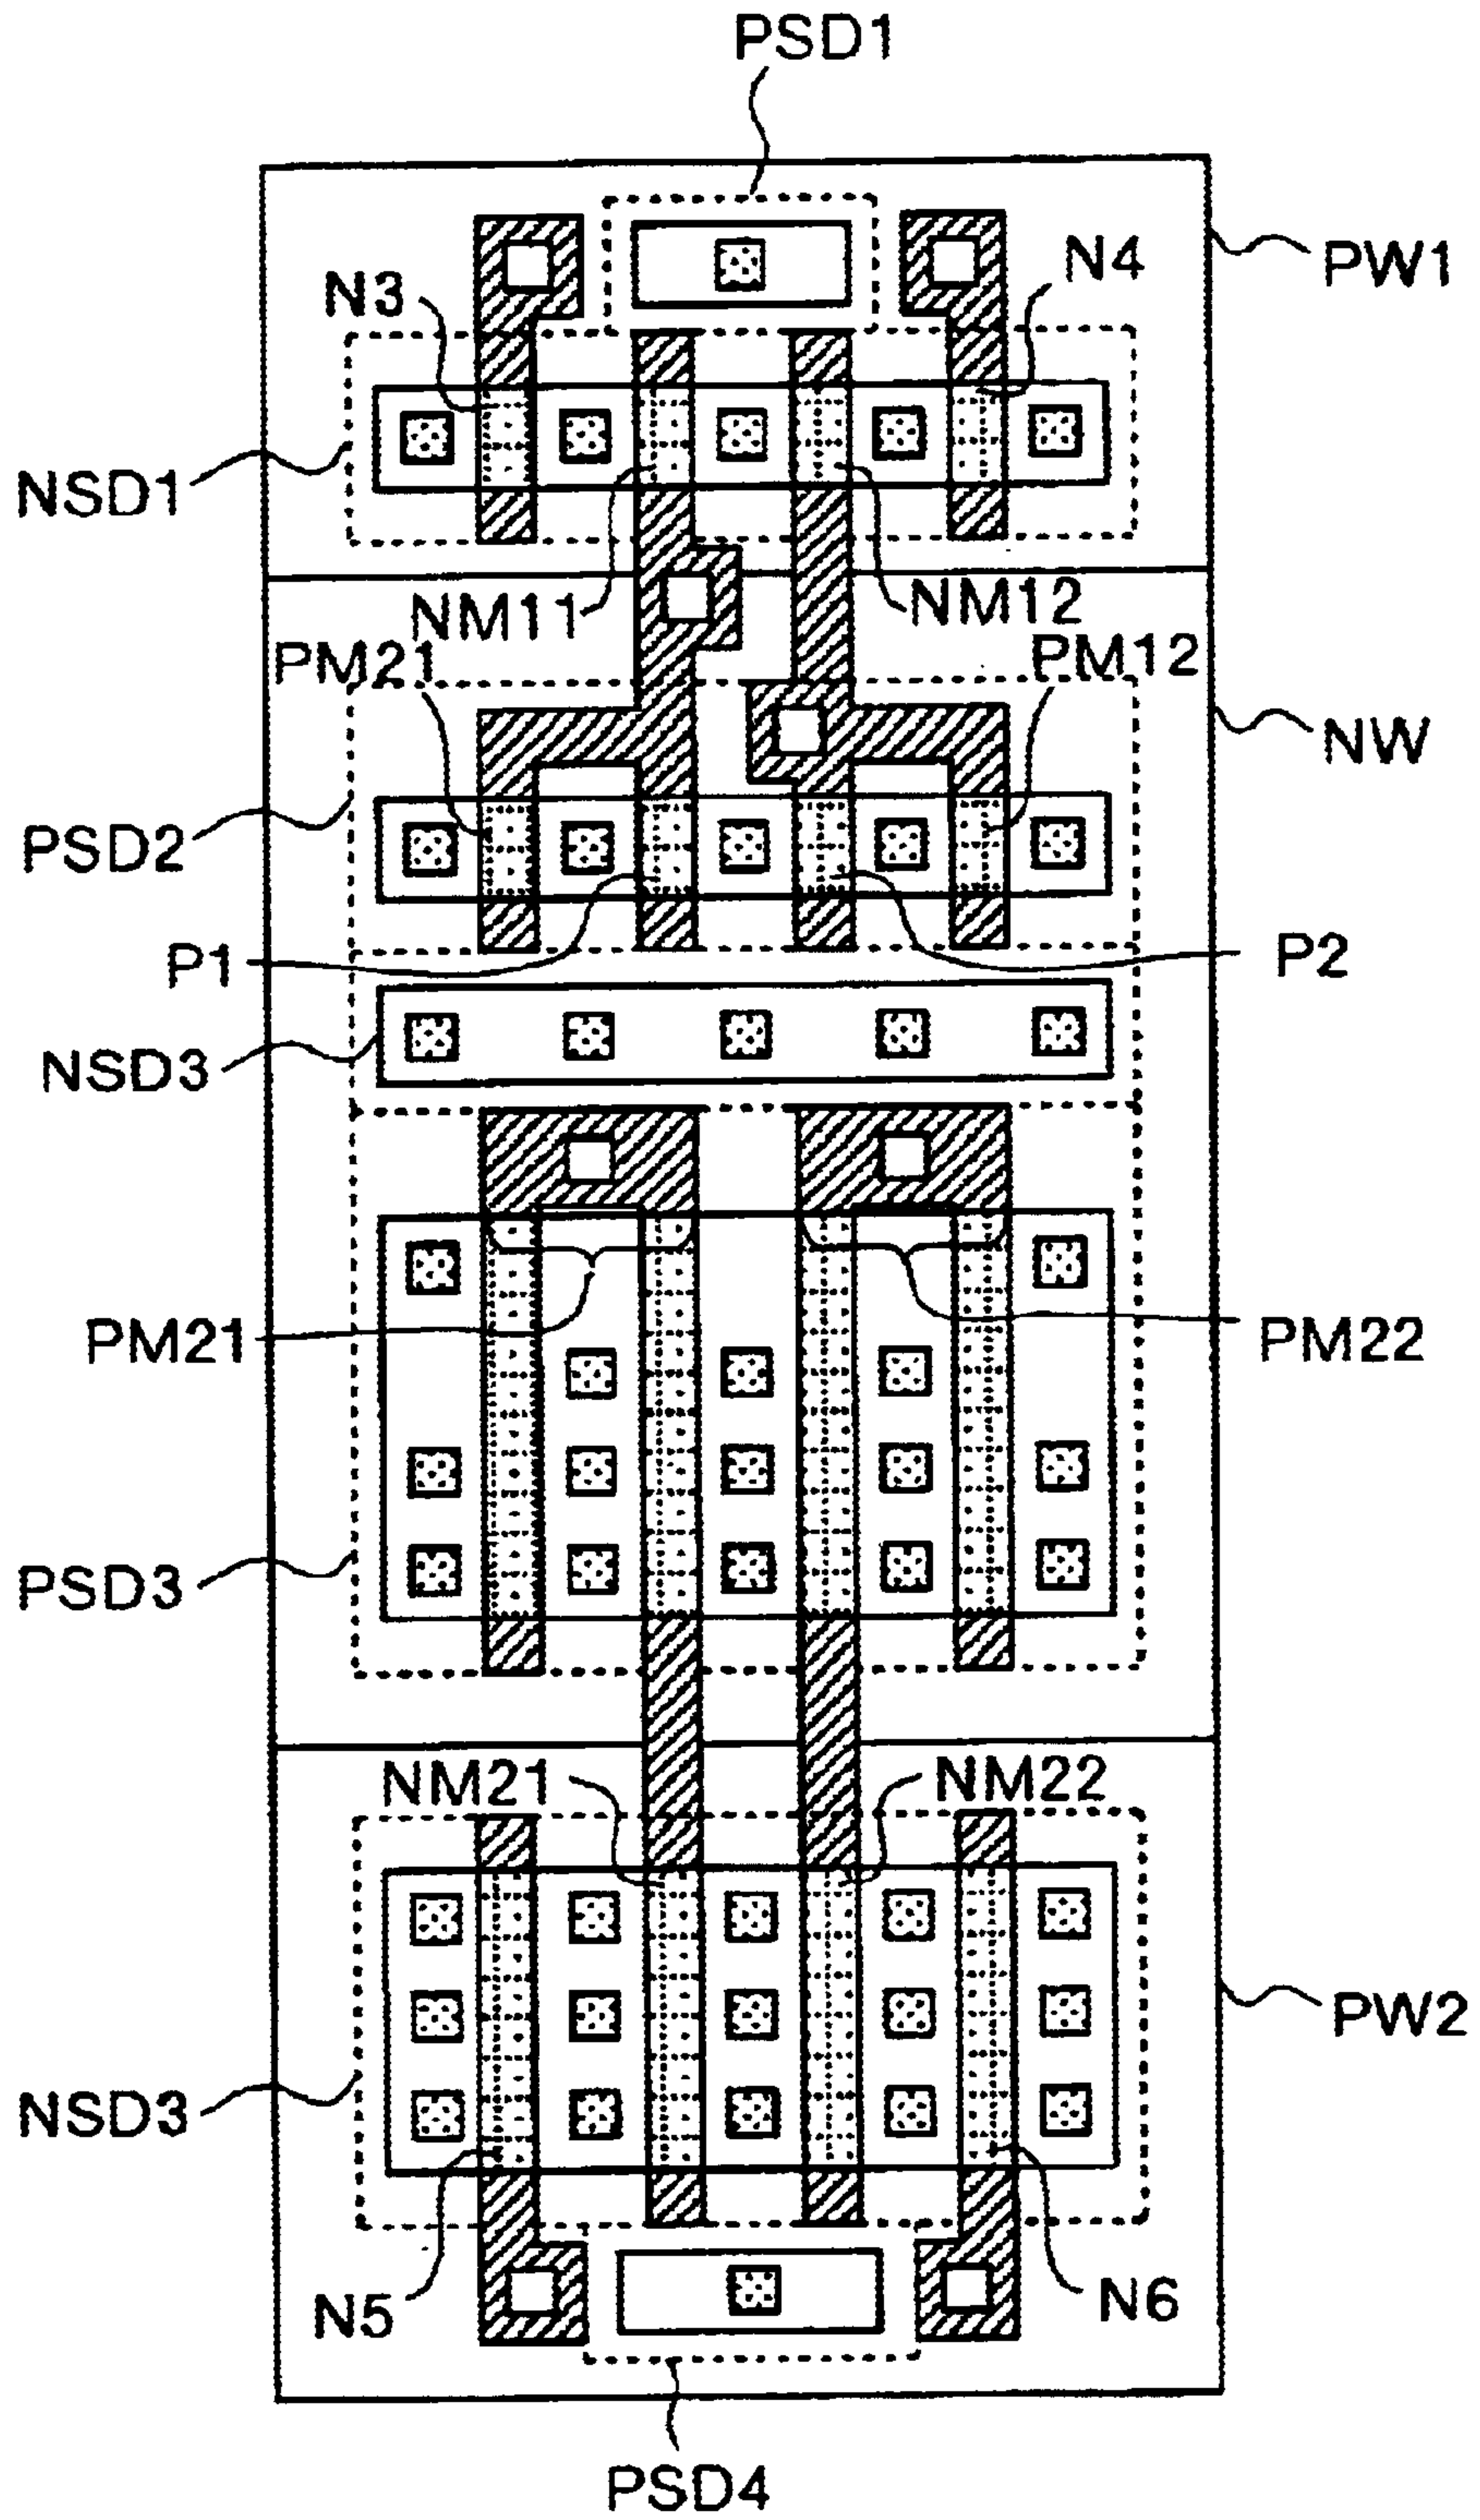 PSD1
N3
N4
PW1
NSD1
NM11
NM12
PM21
PM12
NW
PSD2
P1
P2
NSD3
PM21
PM22
PSD3
NM21
NM22
PW2
NSD3
N5
N6
PSD4